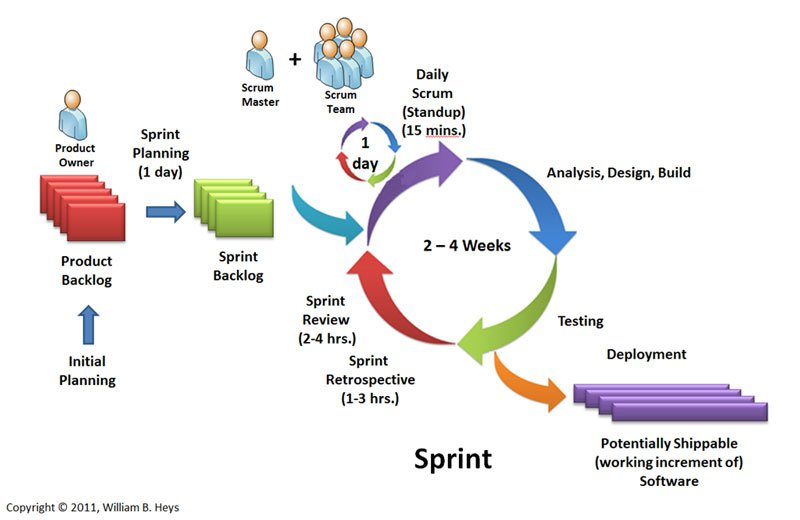 Scrum
Master
+
Scrum
Team
Daily
Scrum
(Standup)
(15 mins.)
Product
Owner
Sprint
Planning
(1 day)
1
day
Analysis, Design, Build
2 – 4 Weeks
Product
Backlog
Sprint
Backlog
Sprint
Review
(2-4 hrs.)
Testing
Initial
Planning
Sprint
Retrospective
(1-3 hrs.)
Deployment
Potentially Shippable
(working increment of)
Software
Sprint
Copyright © 2011, William B. Heys